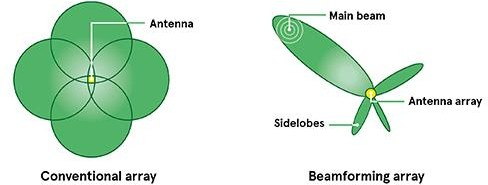 Antenna
Main beam
Antenna array
Sidelobes
Conventional array
Beamforming array